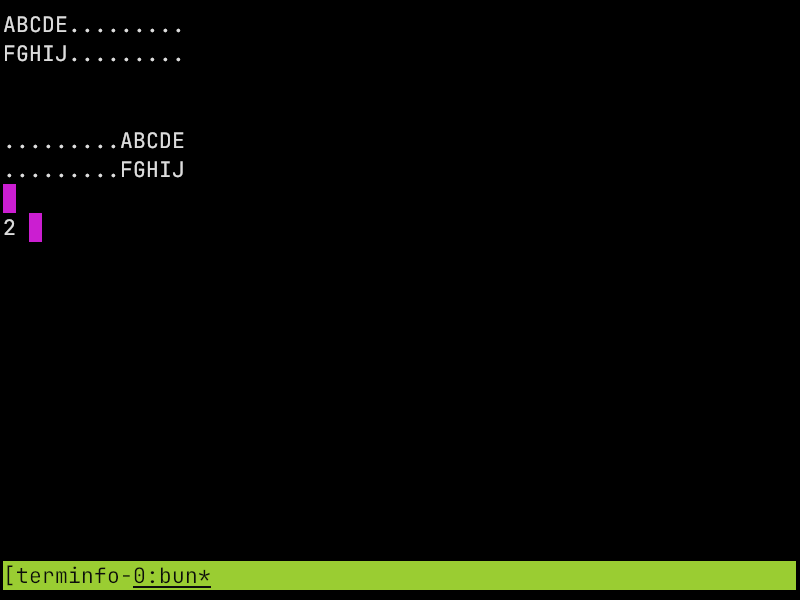 ABCDE.........
FGHIJ.........
.........ABCDE
.........FGHIJ
2
[terminfo-0:bun*